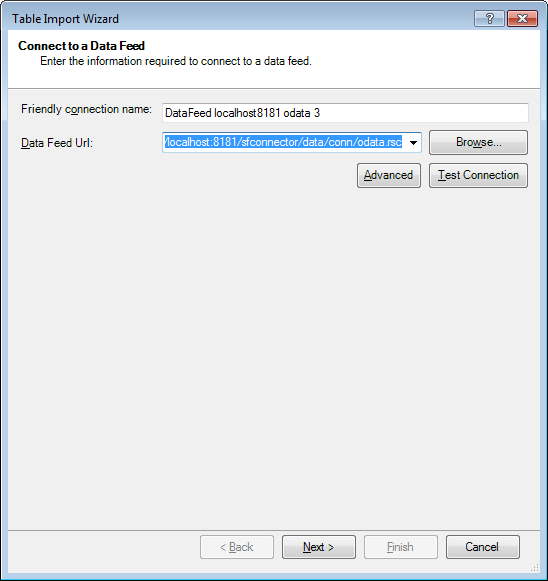 Table Import Wizard
?
Connect to a Data Feed
Enter the information required to connect to a data feed.
Friendly connection name: DataFeed localhost8181 odata 3
Data Feed Url: /localhost:8181/sfconnector/data/conn/odata.rsc Browse...
Advanced Test Connection
< Back Next > Finish Cancel